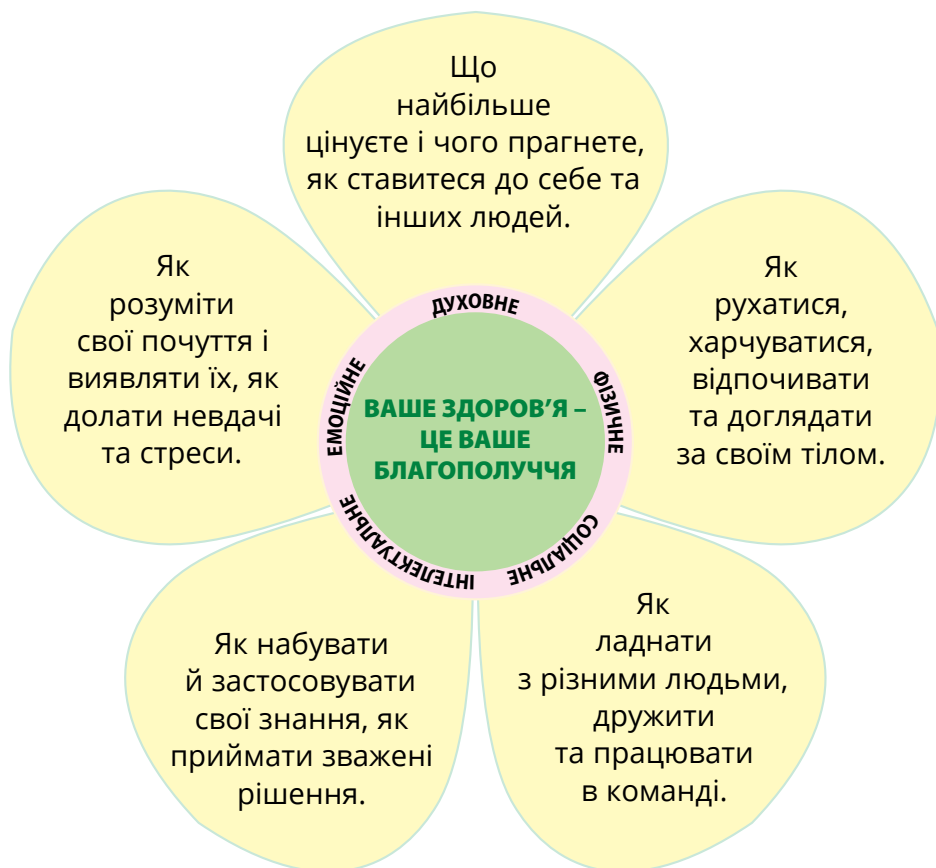 Що
найбільше
цінуєте і чого прагнете,
як ставитеся до себе та
інших людей.
Як
розуміти
свої почуття і
виявляти їх, як
долати невдачі
та стреси.
Як
рухатися,
харчуватися,
відпочивати
та доглядати
за своїм тілом.
ДУХОВНЕ
ЕМОЦІЙНЕ
ФІЗИЧНЕ
ВАШЕ ЗДОРОВ’Я –
ЦЕ ВАШЕ
БЛАГОПОЛУЧЧЯ
ІНТЕЛЕКТУАЛЬНЕ
СОЦІАЛЬНЕ
Як набувати
й застосовувати
свої знання, як
приймати зважені
рішення.
Як
ладнати
з різними людьми,
дружити
та працювати
в команді.